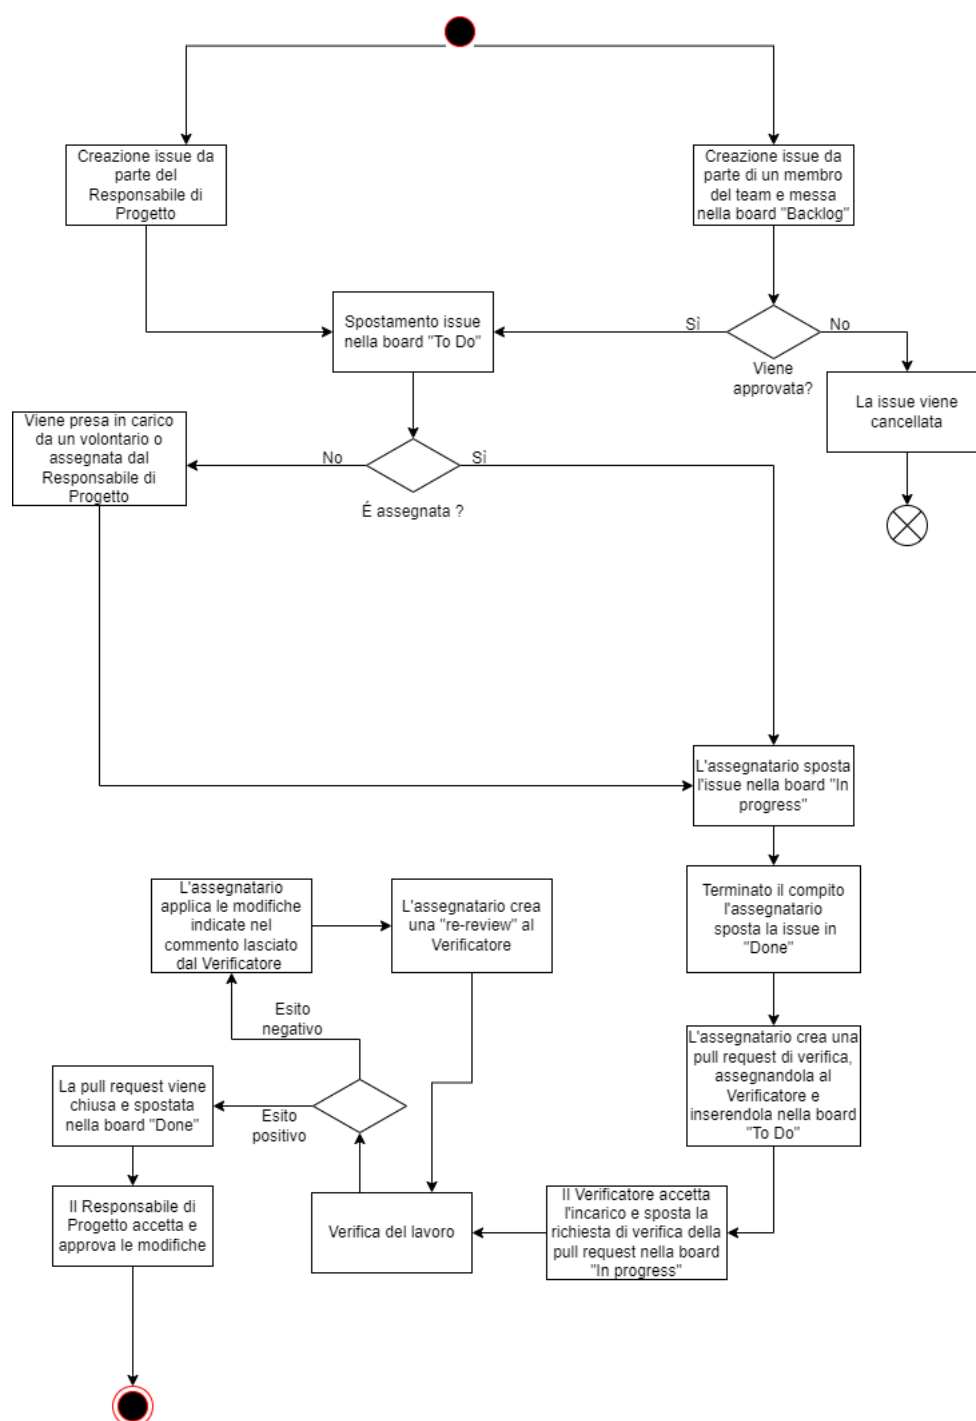 Creazione issue da
parte del
Responsabile di
Progetto
Creazione issue da
parte di un membro
del team e messa
nella board "Backlog"
Spostamento issue
nella board "To Do"
Sì
No
Viene
approvata?
La issue viene
cancellata
Viene presa in carico
da un volontario o
assegnata dal
Responsabile di
Progetto
No
Sì
É assegnata ?
L'assegnatario sposta
l'issue nella board "In
progress"
Terminato il compito
l'assegnatario
sposta la issue in
"Done"
L'assegnatario crea una
pull request di verifica,
assegnandola al
Verificatore e
inserendola nella board
"To Do"
Il Verificatore accetta
l'incarico e sposta la
richiesta di verifica della
pull request nella board
"In progress"
Verifica del lavoro
Esito
negativo
L'assegnatario
applica le modifiche
indicate nel
commento lasciato
dal Verificatore
L'assegnatario crea
una "re-review" al
Verificatore
Esito
positivo
La pull request viene
chiusa e spostata
nella board "Done"
Il Responsabile di
Progetto accetta e
approva le modifiche